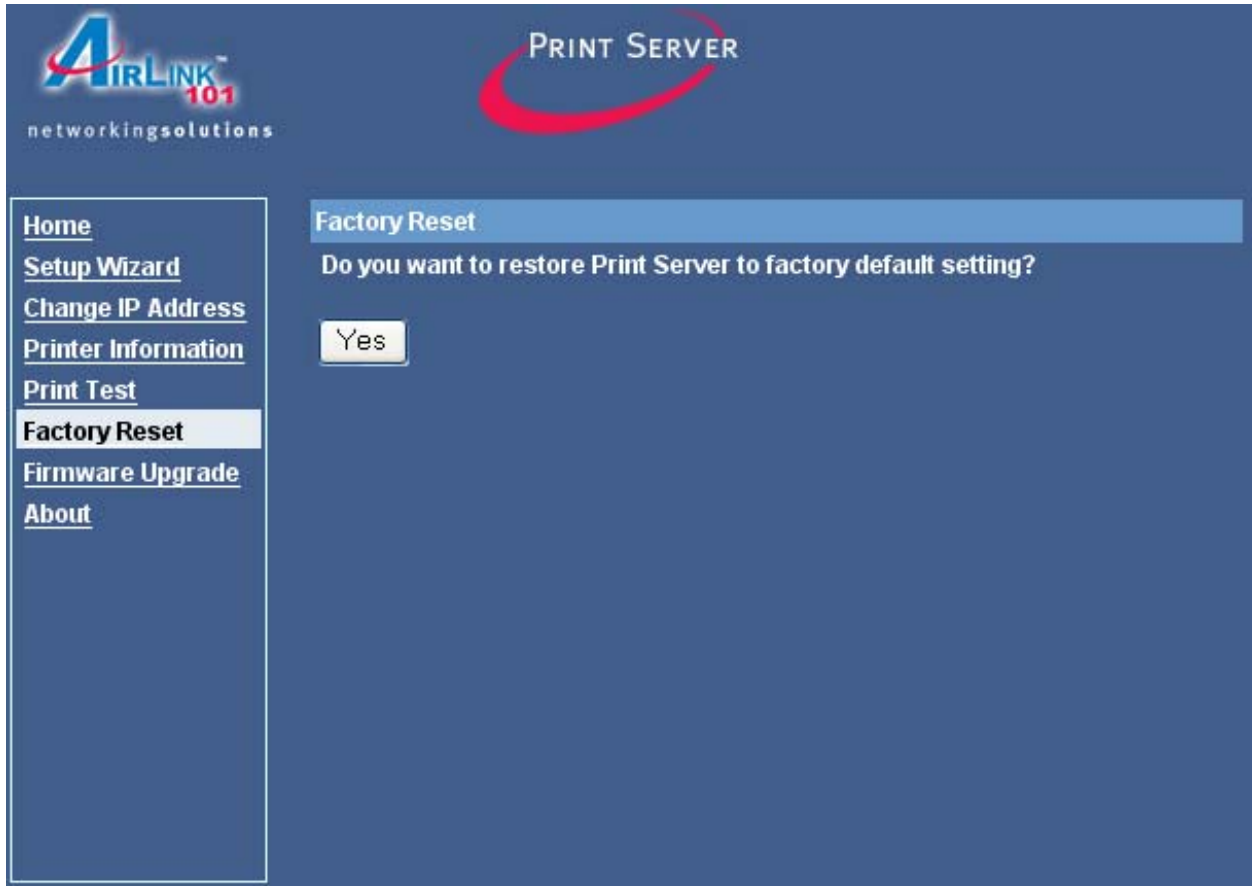 AIRLINK™
101
networkingsolutions
PRINT SERVER
Home
Setup Wizard
Change IP Address
Printer Information
Print Test
Factory Reset
Firmware Upgrade
About
Factory Reset
Do you want to restore Print Server to factory default setting?
Yes